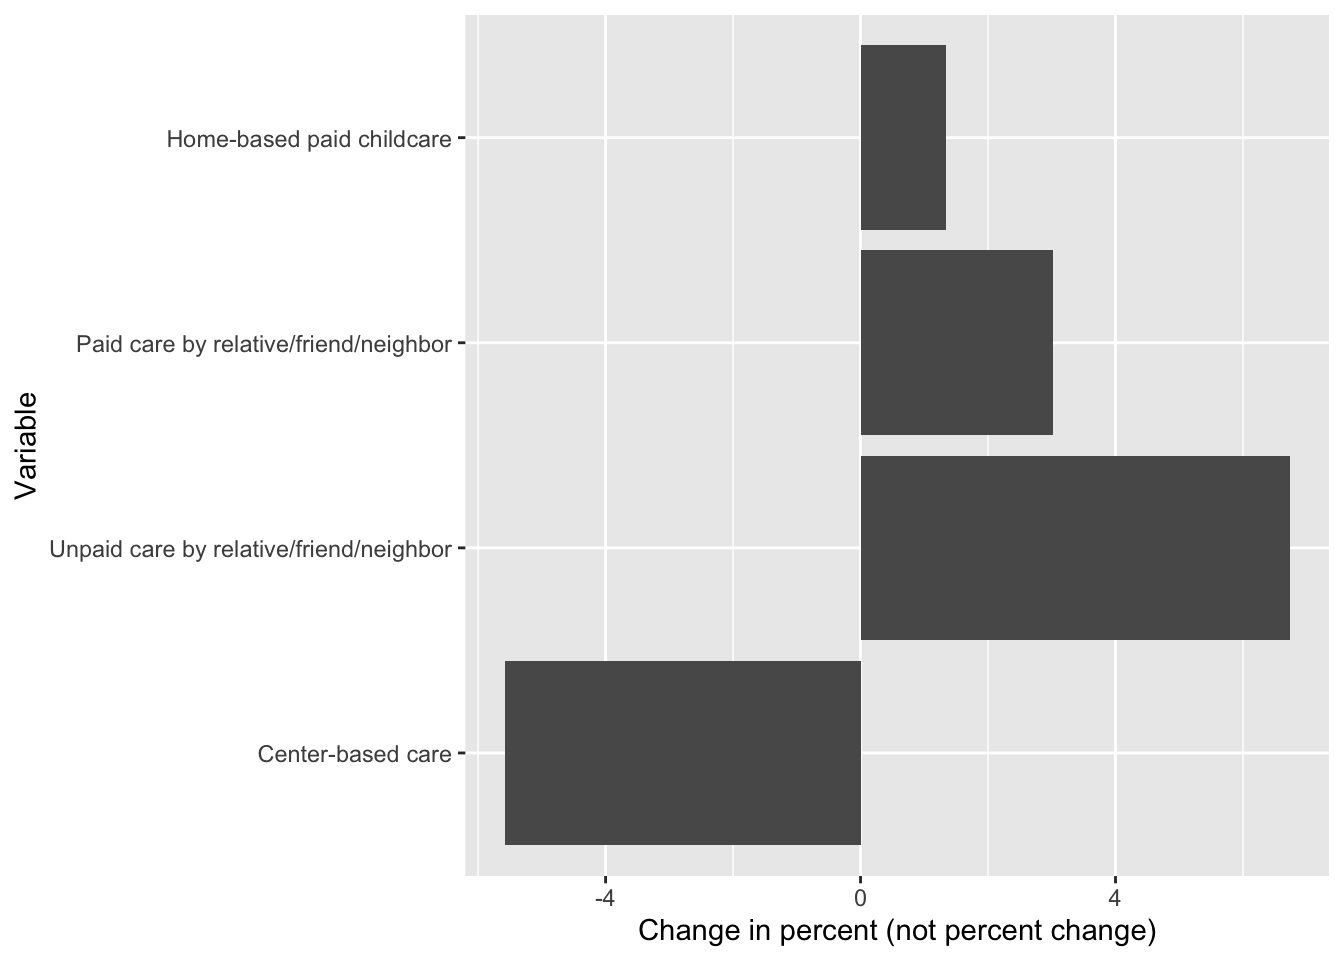 Home-based paid childcare
Paid care by relative/friend/neighbor
Unpaid care by relative/friend/neighbor
Center-based care
Variable
-4
0
4
Change in percent (not percent change)